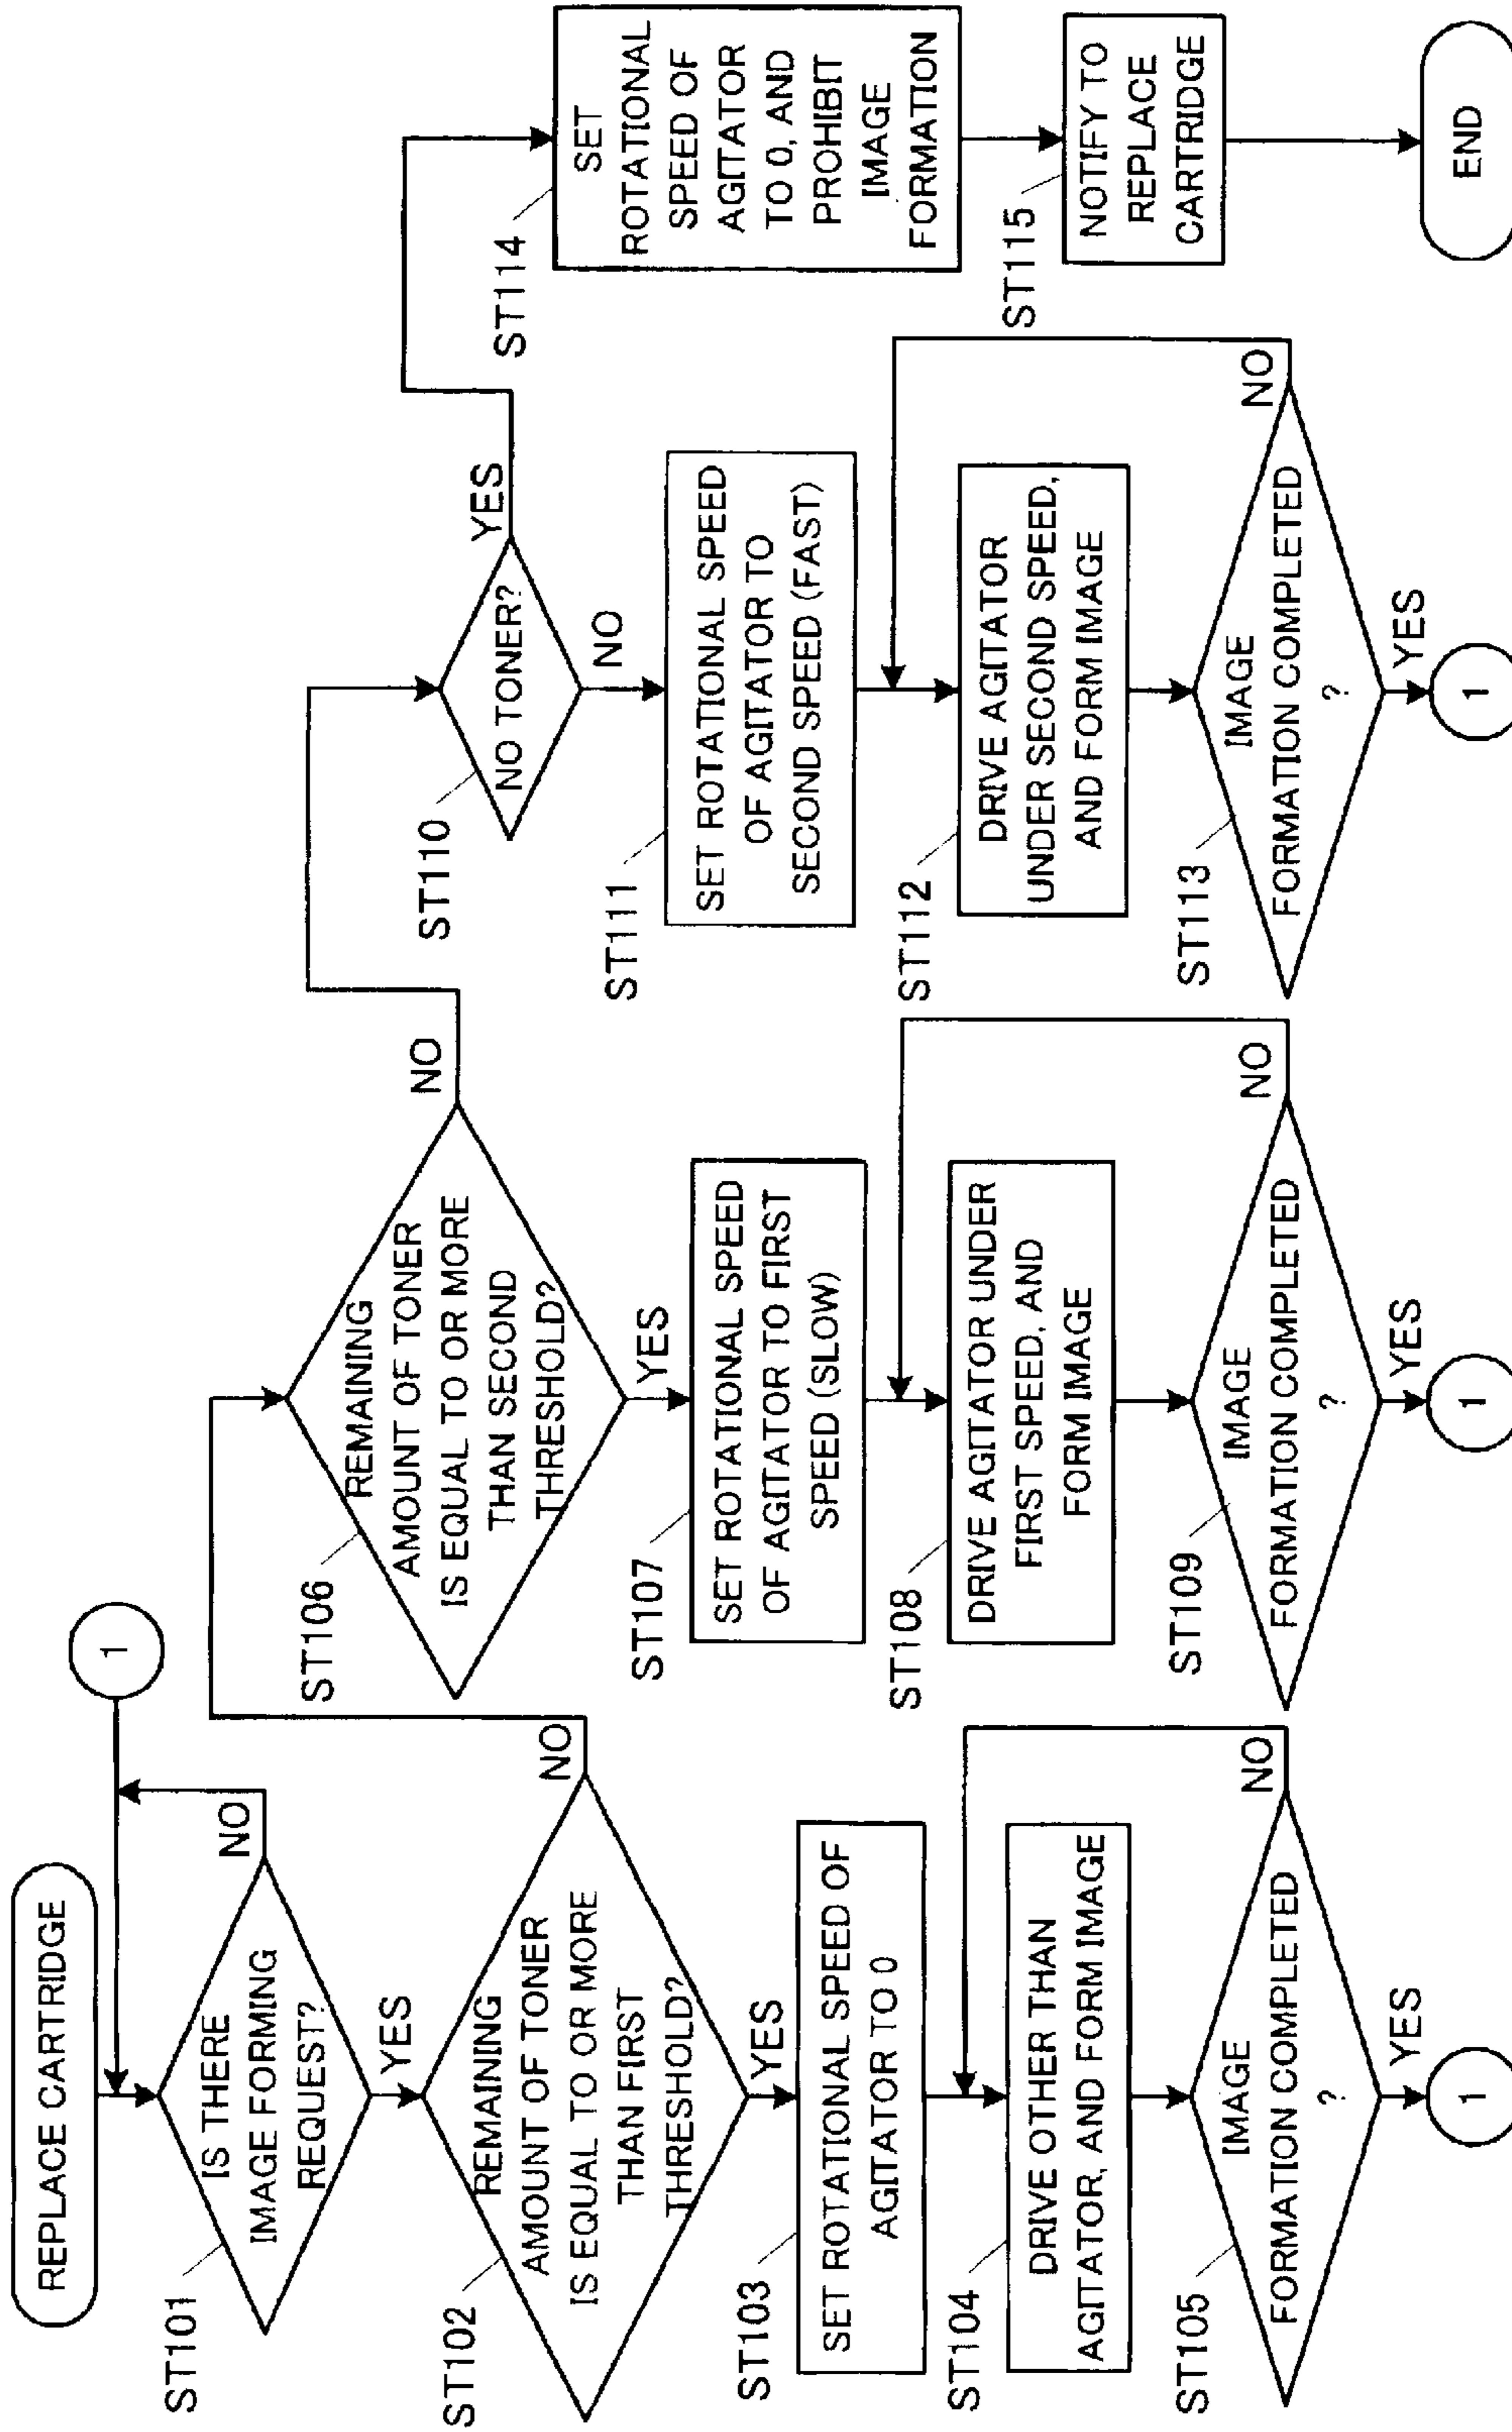 REPLACE CARTRIDGE
1
ST101
IS THERE
IMAGE FORMING
REQUEST?
NO
YES
ST102
REMAINING
AMOUNT OF TONER
IS EQUAL TO OR MORE
THAN FIRST
THRESHOLD?
NO
YES
ST103
SET ROTATIONAL SPEED OF
AGITATOR TO 0
ST104
DRIVE OTHER THAN
AGITATOR, AND FORM IMAGE
ST105
IMAGE
FORMATION COMPLETED
?
NO
YES
1
ST106
REMAINING
AMOUNT OF TONER
IS EQUAL TO OR MORE
THAN SECOND
THRESHOLD?
NO
YES
ST107
SET ROTATIONAL SPEED
OF AGITATOR TO FIRST
SPEED (SLOW)
ST108
DRIVE AGITATOR UNDER
FIRST SPEED, AND
FORM IMAGE
ST109
IMAGE
FORMATION COMPLETED
?
NO
YES
1
ST110
NO TONER?
YES
NO
ST111
SET ROTATIONAL SPEED
OF AGITATOR TO
SECOND SPEED (FAST)
ST112
DRIVE AGITATOR
UNDER SECOND SPEED,
AND FORM IMAGE
ST113
IMAGE
FORMATION COMPLETED
?
NO
YES
1
ST114
SET
ROTATIONAL
SPEED OF
AGITATOR
TO 0, AND
PROHIBIT
IMAGE
FORMATION
ST115
NOTIFY TO
REPLACE
CARTRIDGE
END